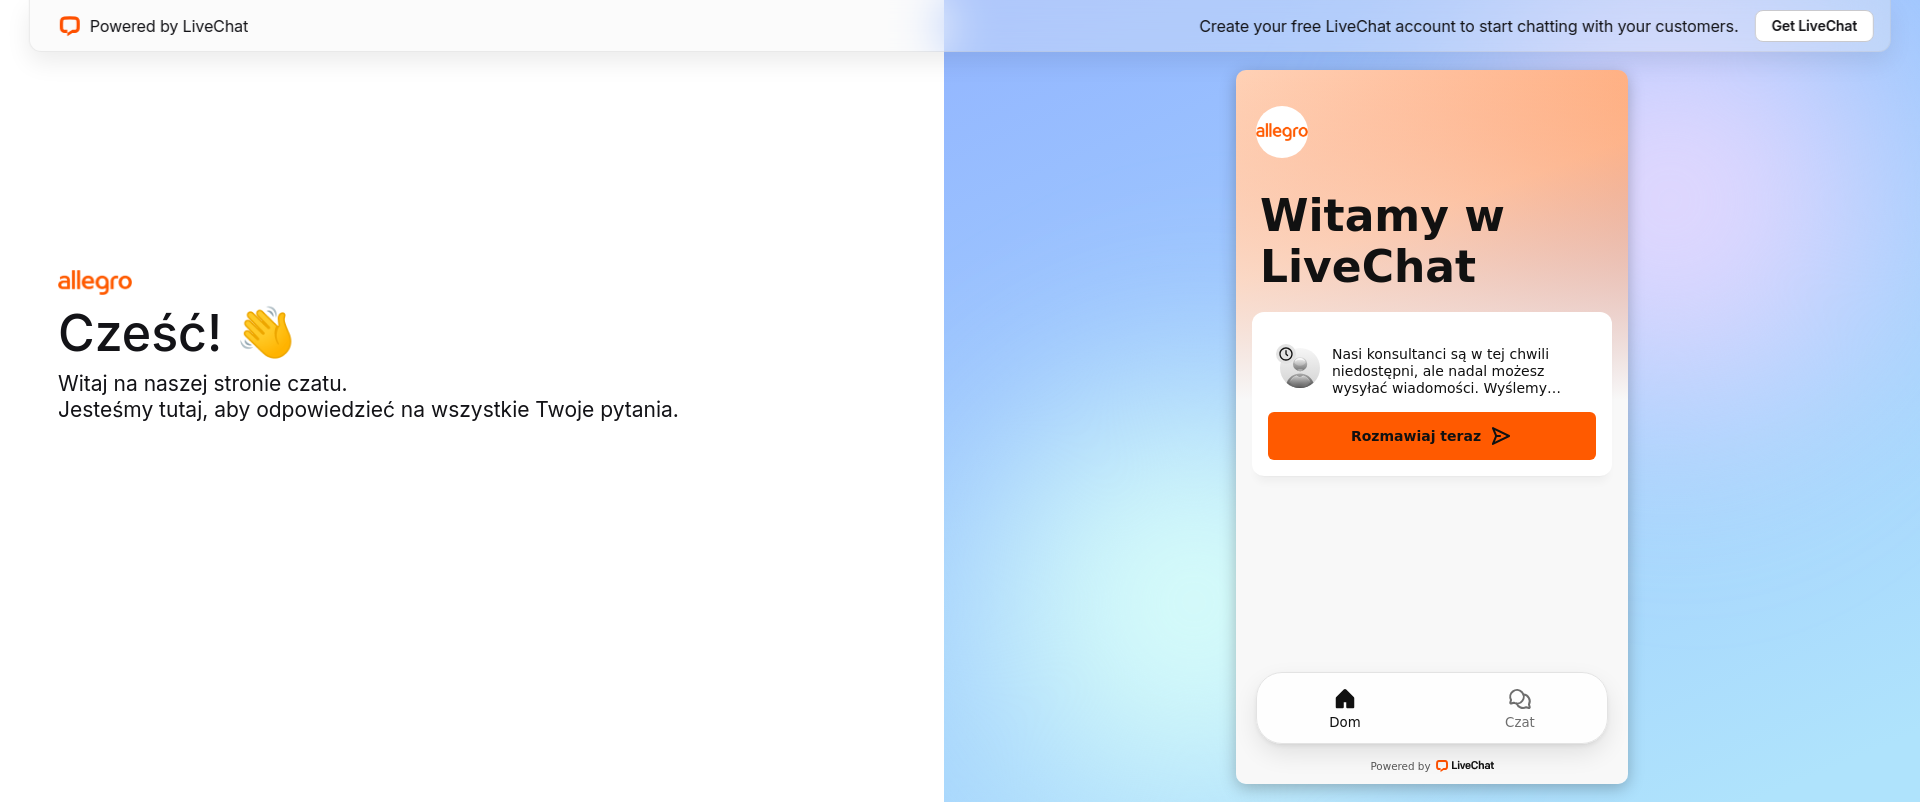 Powered by LiveChat
Create your free LiveChat account to start chatting with your customers.
Get LiveChat
allegro
Cześć! 👋
Witaj na naszej stronie czatu.
Jesteśmy tutaj, aby odpowiedzieć na wszystkie Twoje pytania.
allegro
Witamy w
LiveChat
Nasi konsultanci są w tej chwili
niedostępni, ale nadal możesz
wysyłać wiadomości. Wyślemy...
Rozmawiaj teraz
Dom
Czat
Powered by LiveChat